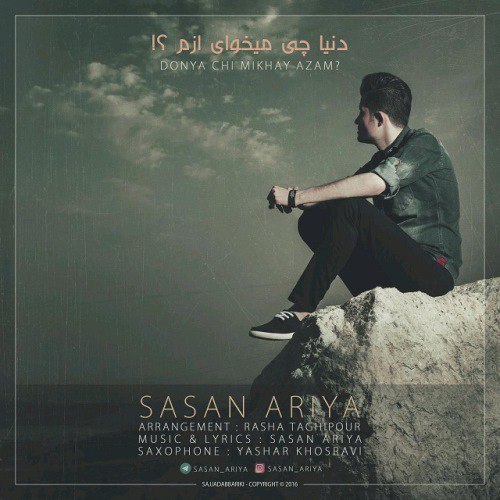 دنیا چی میخوای ازم ؟!
DONYA CHI MIKHAY AZAM?
SASAN ARIYA
ARRANGEMENT : RASHA TAGHIPOUR
MUSIC & LYRICS : SASAN ARIYA
SAXOPHONE : YASHAR KHOSRAVI
SASAN_ARIYA SASAN_ARIYA
SAJJADABBARIKI - COPYRIGHT © 2016